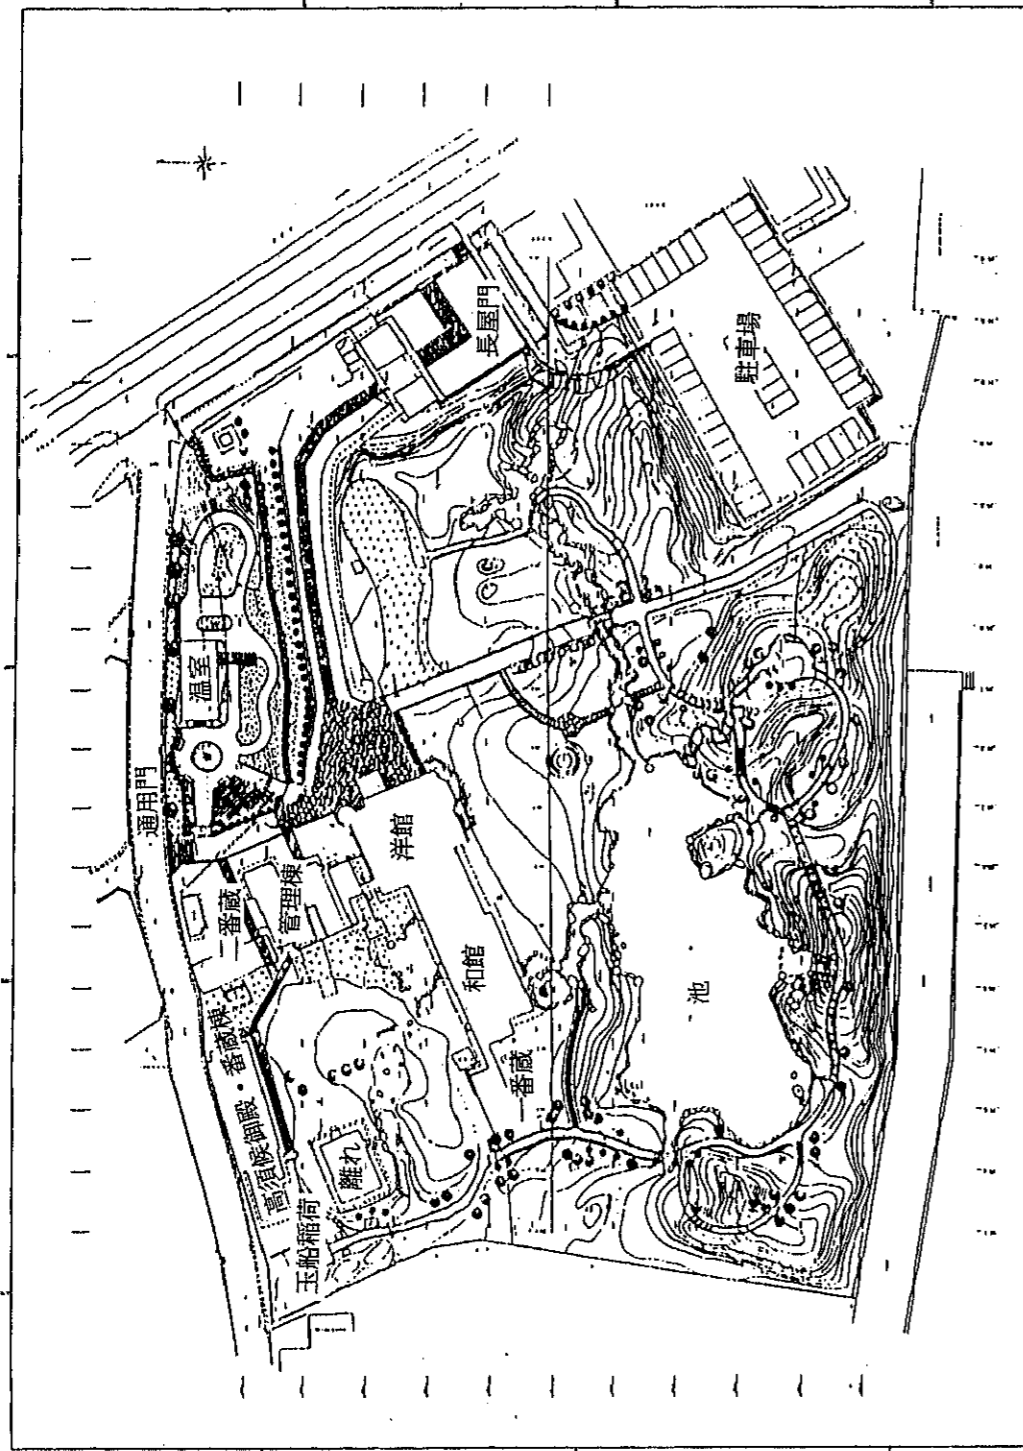 通用門
温室
二番蔵
高須候御殿・番蔵棟
管理棟
玉船稲荷
離れ
洋館
和館
長屋門
一番蔵
池
駐車場